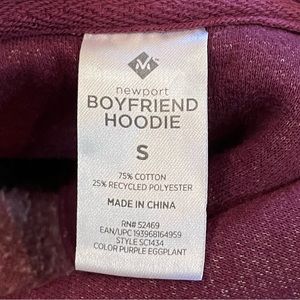 M
newport
BOYFRIEND
HOODIE
S
75% COTTON
25% RECYCLED POLYESTER
MADE IN CHINA
RN# 52469
EAN/UPC 193968164959
STYLE SC1434
COLOR PURPLE EGGPLANT